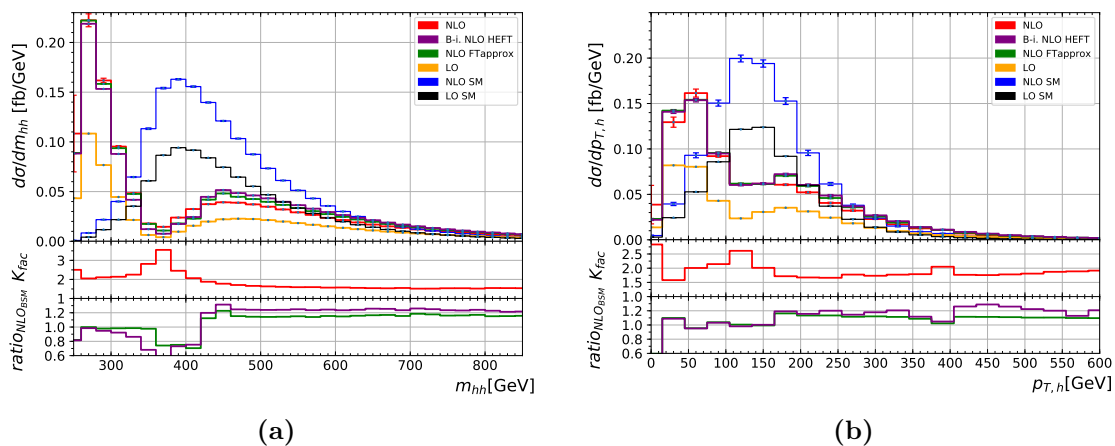 0.20
0.15
0.10
0.05
0.00
dσ/dm_hh [fb/GeV]
NLO
B-i. NLO HEFT
NLO FTapprox
LO
NLO SM
LO SM
3
2
1
K_fac
1.2
1.0
0.8
0.6
ratio_NLO_BSM
300 400 500 600 700 800
m_hh[GeV]
(a)
0.20
0.15
0.10
0.05
0.00
dσ/dp_T,h [fb/GeV]
NLO
B-i. NLO HEFT
NLO FTapprox
LO
NLO SM
LO SM
2.5
2.0
1.5
1.0
K_fac
1.2
1.0
0.8
0.6
ratio_NLO_BSM
0 50 100 150 200 250 300 350 400 450 500 550 600
p_T,h[GeV]
(b)